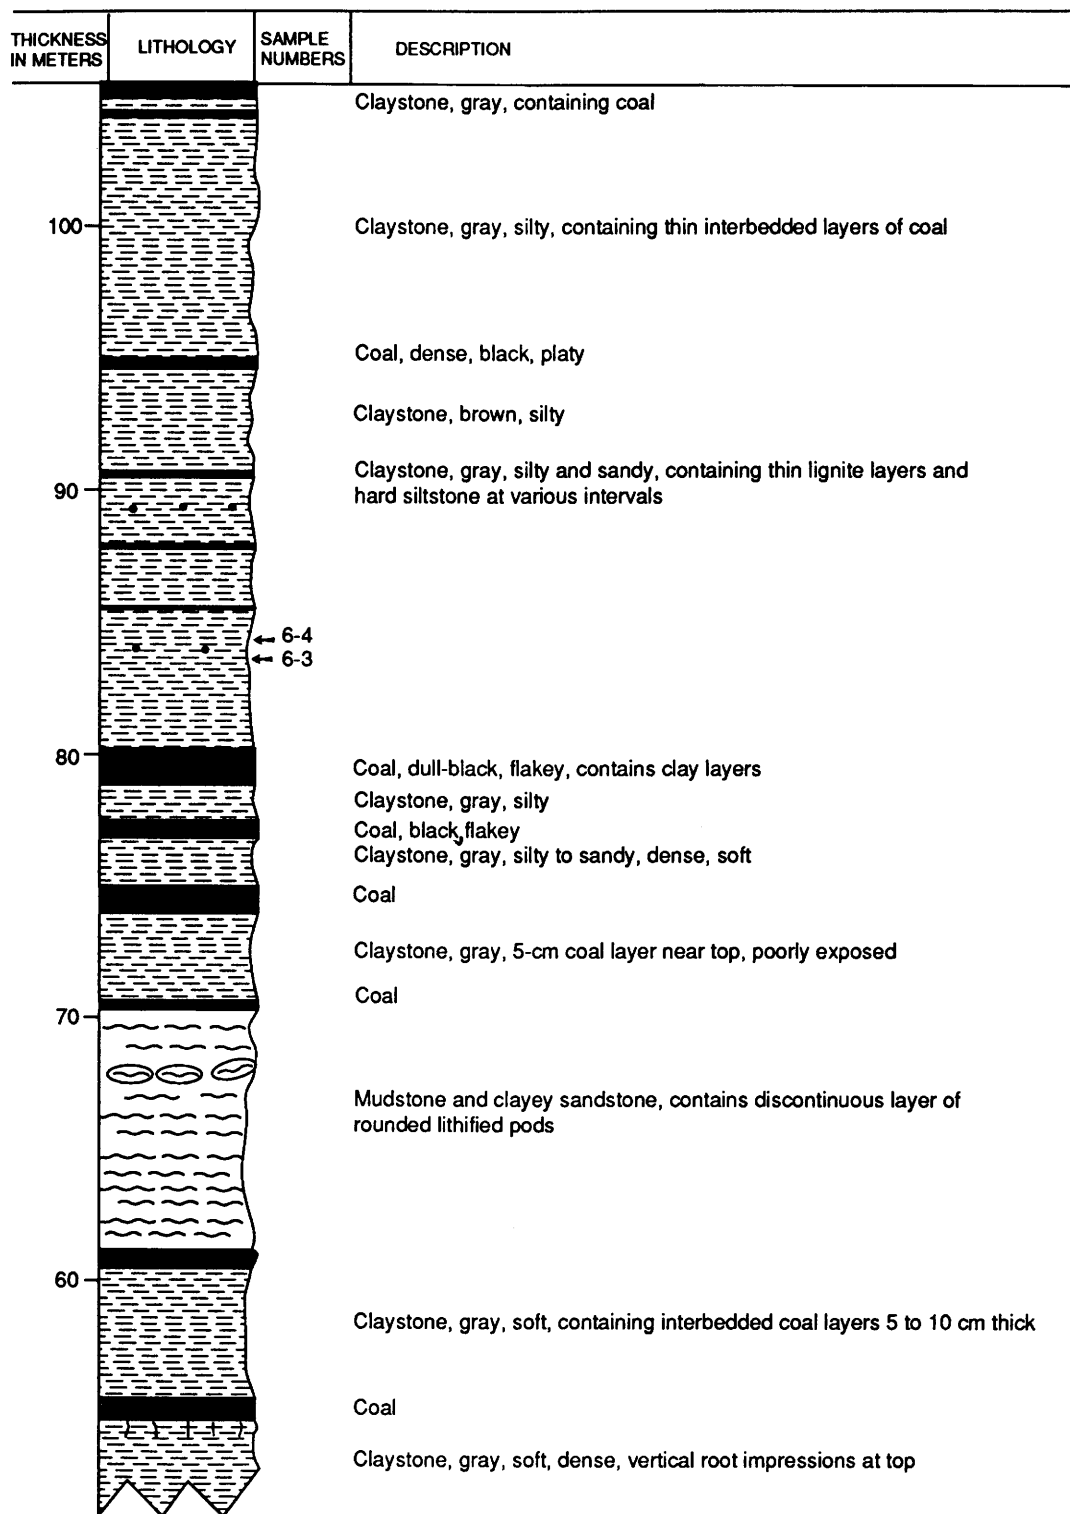 THICKNESS IN METERS
LITHOLOGY
SAMPLE NUMBERS
DESCRIPTION
Claystone, gray, containing coal
100
Claystone, gray, silty, containing thin interbedded layers of coal
Coal, dense, black, platy
Claystone, brown, silty
Claystone, gray, silty and sandy, containing thin lignite layers and
hard siltstone at various intervals
90
6-4
6-3
80
Coal, dull-black, flakey, contains clay layers
Claystone, gray, silty
Coal, black, flakey
Claystone, gray, silty to sandy, dense, soft
Coal
Claystone, gray, 5-cm coal layer near top, poorly exposed
Coal
70
Mudstone and clayey sandstone, contains discontinuous layer of
rounded lithified pods
60
Claystone, gray, soft, containing interbedded coal layers 5 to 10 cm thick
Coal
Claystone, gray, soft, dense, vertical root impressions at top